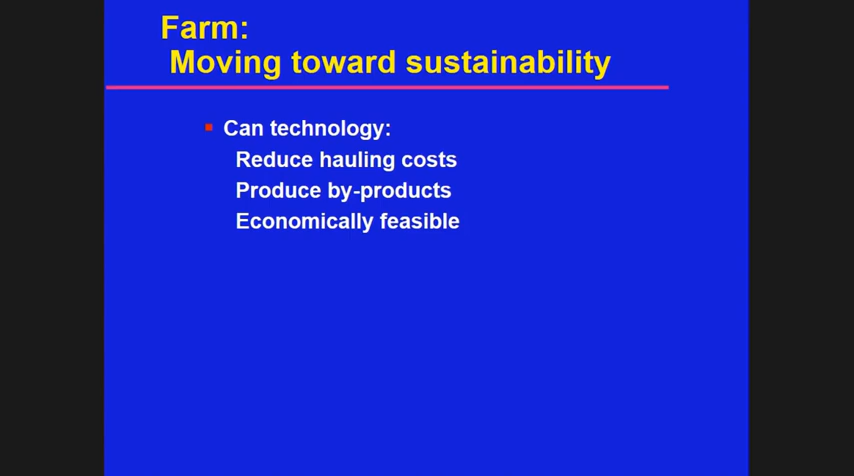 Farm:
Moving toward sustainability
Can technology:
Reduce hauling costs
Produce by-products
Economically feasible